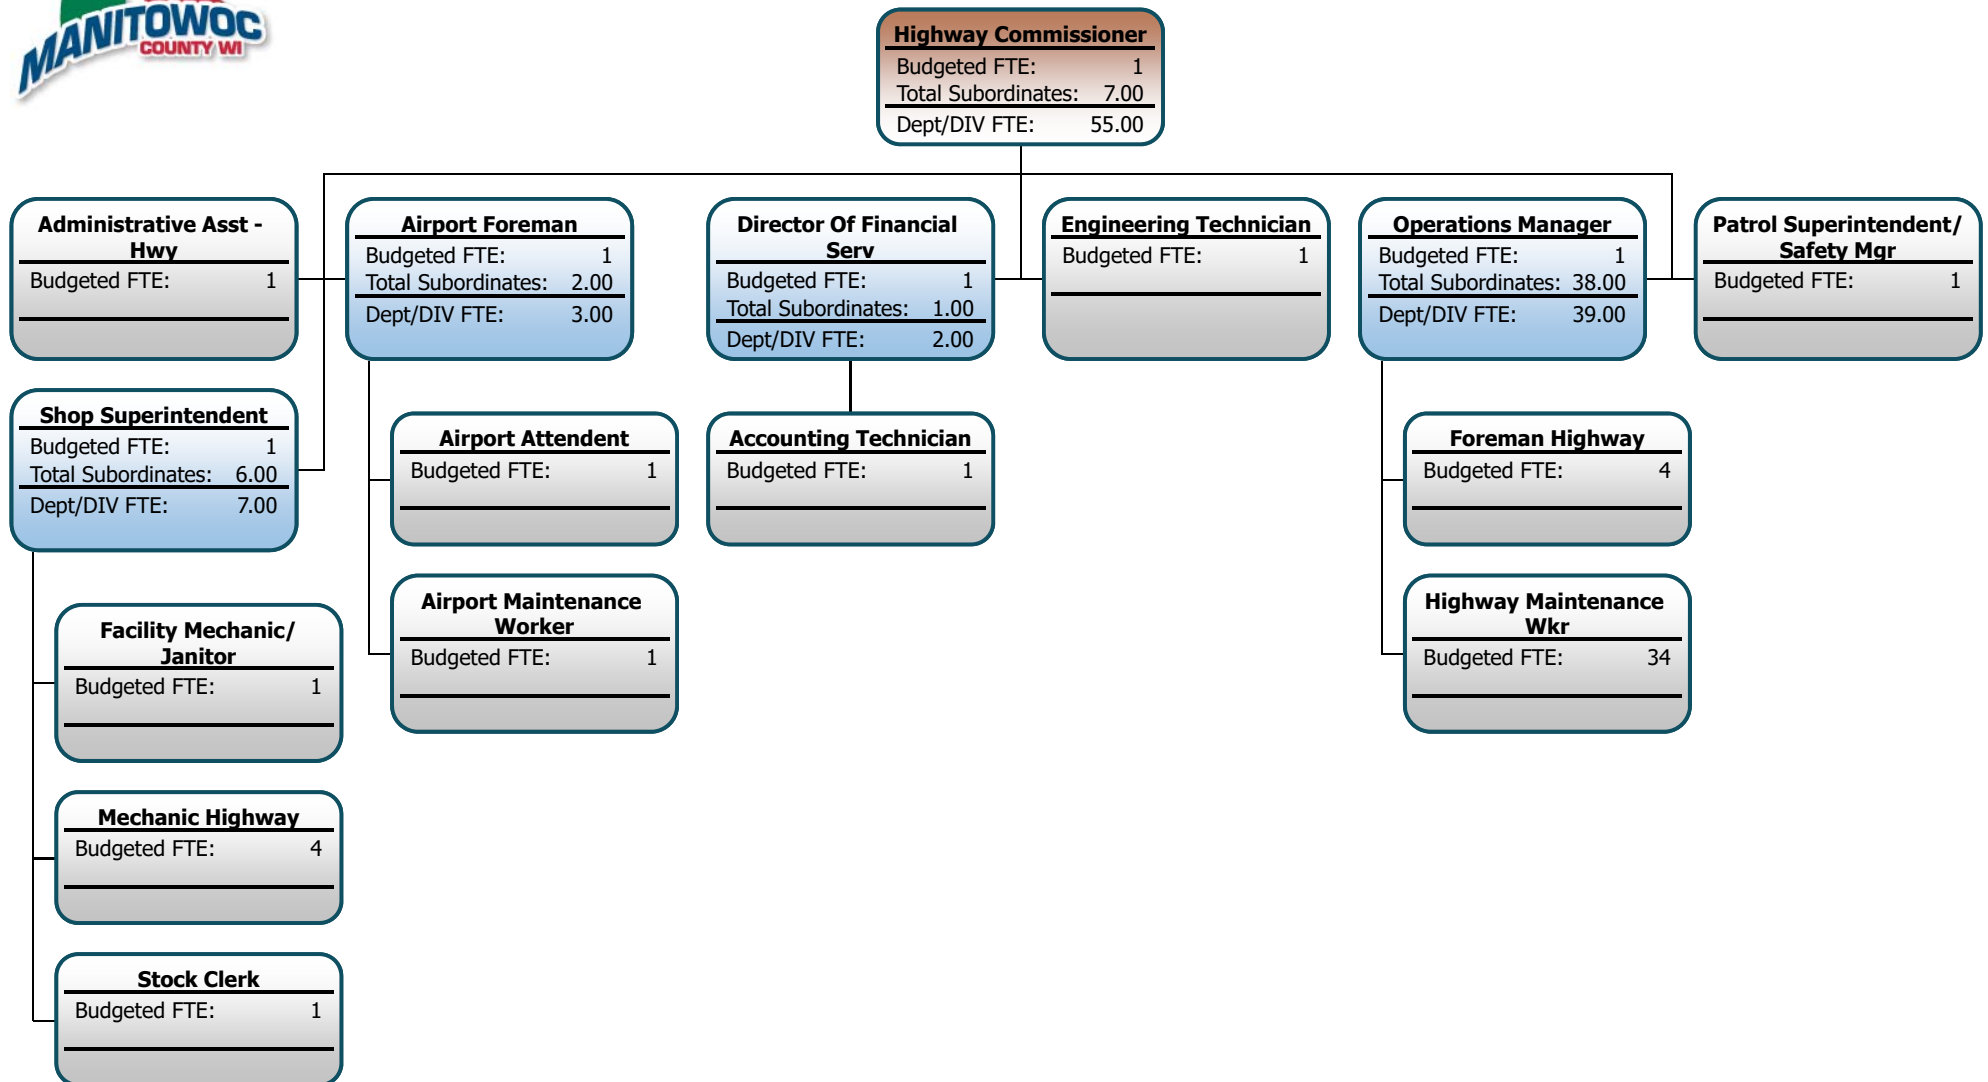 MANITOWOC
COUNTY WI
Highway Commissioner
Budgeted FTE: 1
Total Subordinates: 7.00
Dept/DIV FTE: 55.00
Administrative Asst -
Hwy
Budgeted FTE: 1
Airport Foreman
Budgeted FTE: 1
Total Subordinates: 2.00
Dept/DIV FTE: 3.00
Director Of Financial
Serv
Budgeted FTE: 1
Total Subordinates: 1.00
Dept/DIV FTE: 2.00
Engineering Technician
Budgeted FTE: 1
Operations Manager
Budgeted FTE: 1
Total Subordinates: 38.00
Dept/DIV FTE: 39.00
Patrol Superintendent/
Safety Mgr
Budgeted FTE: 1
Shop Superintendent
Budgeted FTE: 1
Total Subordinates: 6.00
Dept/DIV FTE: 7.00
Airport Attendent
Budgeted FTE: 1
Accounting Technician
Budgeted FTE: 1
Foreman Highway
Budgeted FTE: 4
Airport Maintenance
Worker
Budgeted FTE: 1
Highway Maintenance
Wkr
Budgeted FTE: 34
Facility Mechanic/
Janitor
Budgeted FTE: 1
Mechanic Highway
Budgeted FTE: 4
Stock Clerk
Budgeted FTE: 1